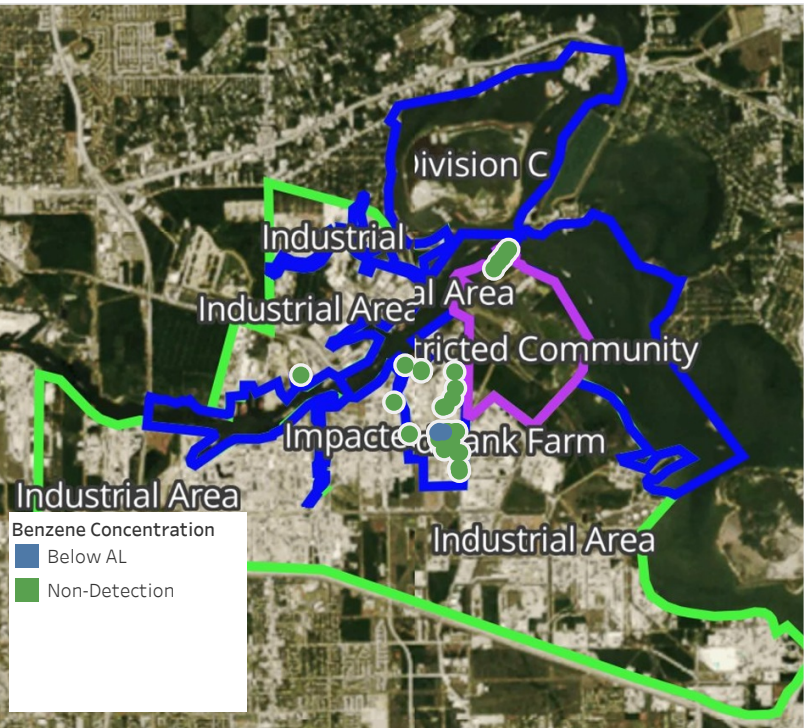 Division C
Industrial
al Area
Industrial Area
tricted Community
Impacted Tank Farm
Industrial Area
Industrial Area
Benzene Concentration
Below AL
Non-Detection